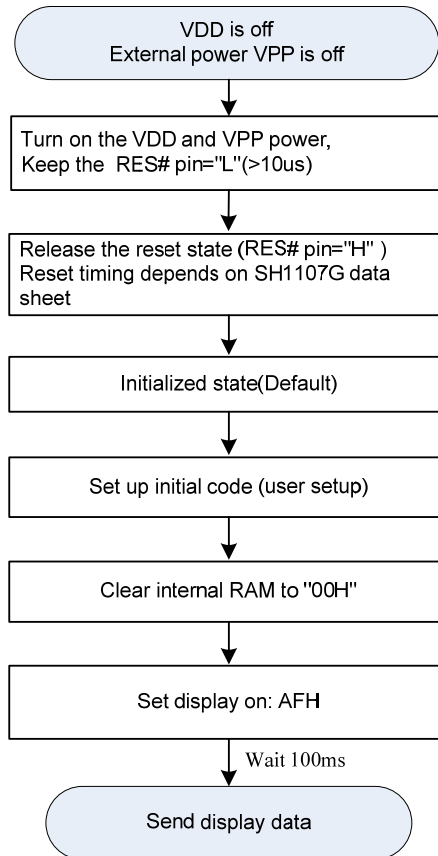 VDD is off
External power VPP is off
Turn on the VDD and VPP power,
Keep the RES# pin="L"(>10us)
Release the reset state (RES# pin="H" )
Reset timing depends on SH1107G data
sheet
Initialized state(Default)
Set up initial code (user setup)
Clear internal RAM to "00H"
Set display on: AFH
Wait 100ms
Send display data